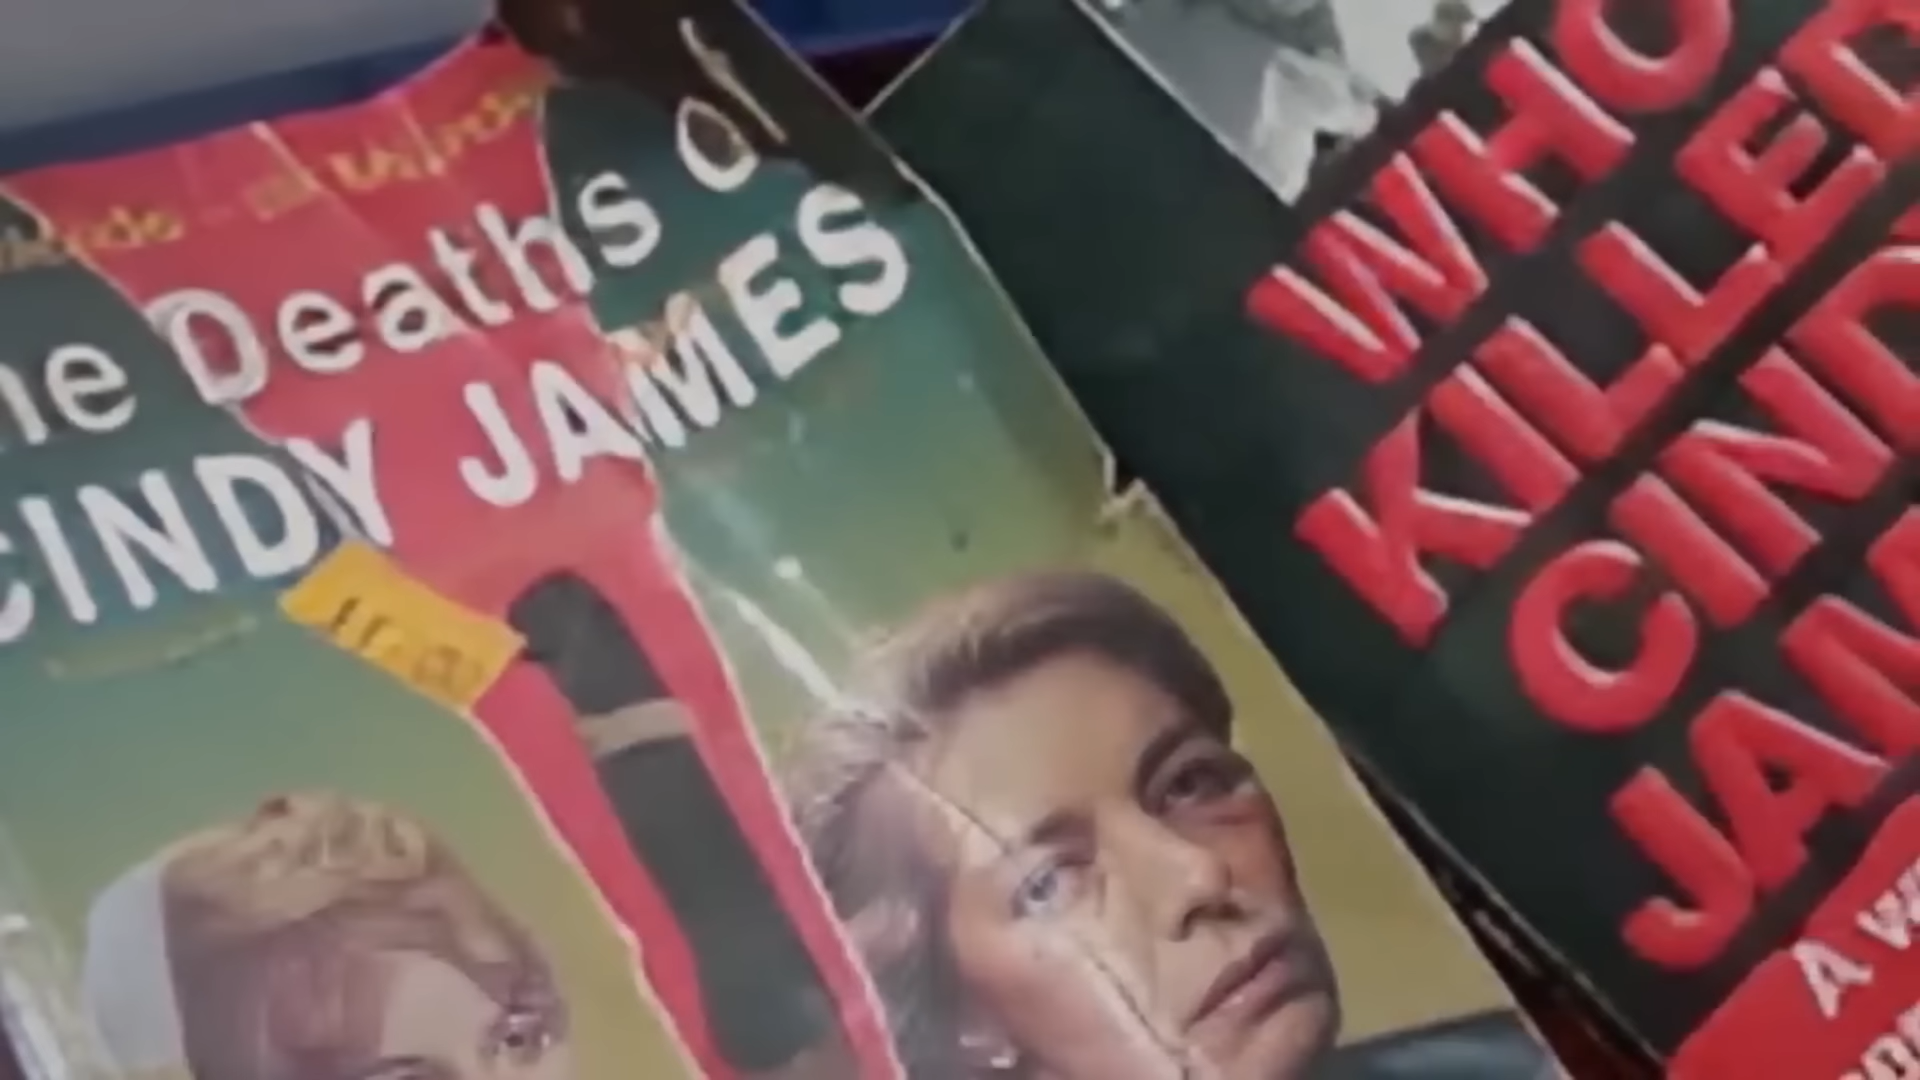 he Deaths of
CINDY JAMES
WHO
KILLED
CIND
JAM
A W